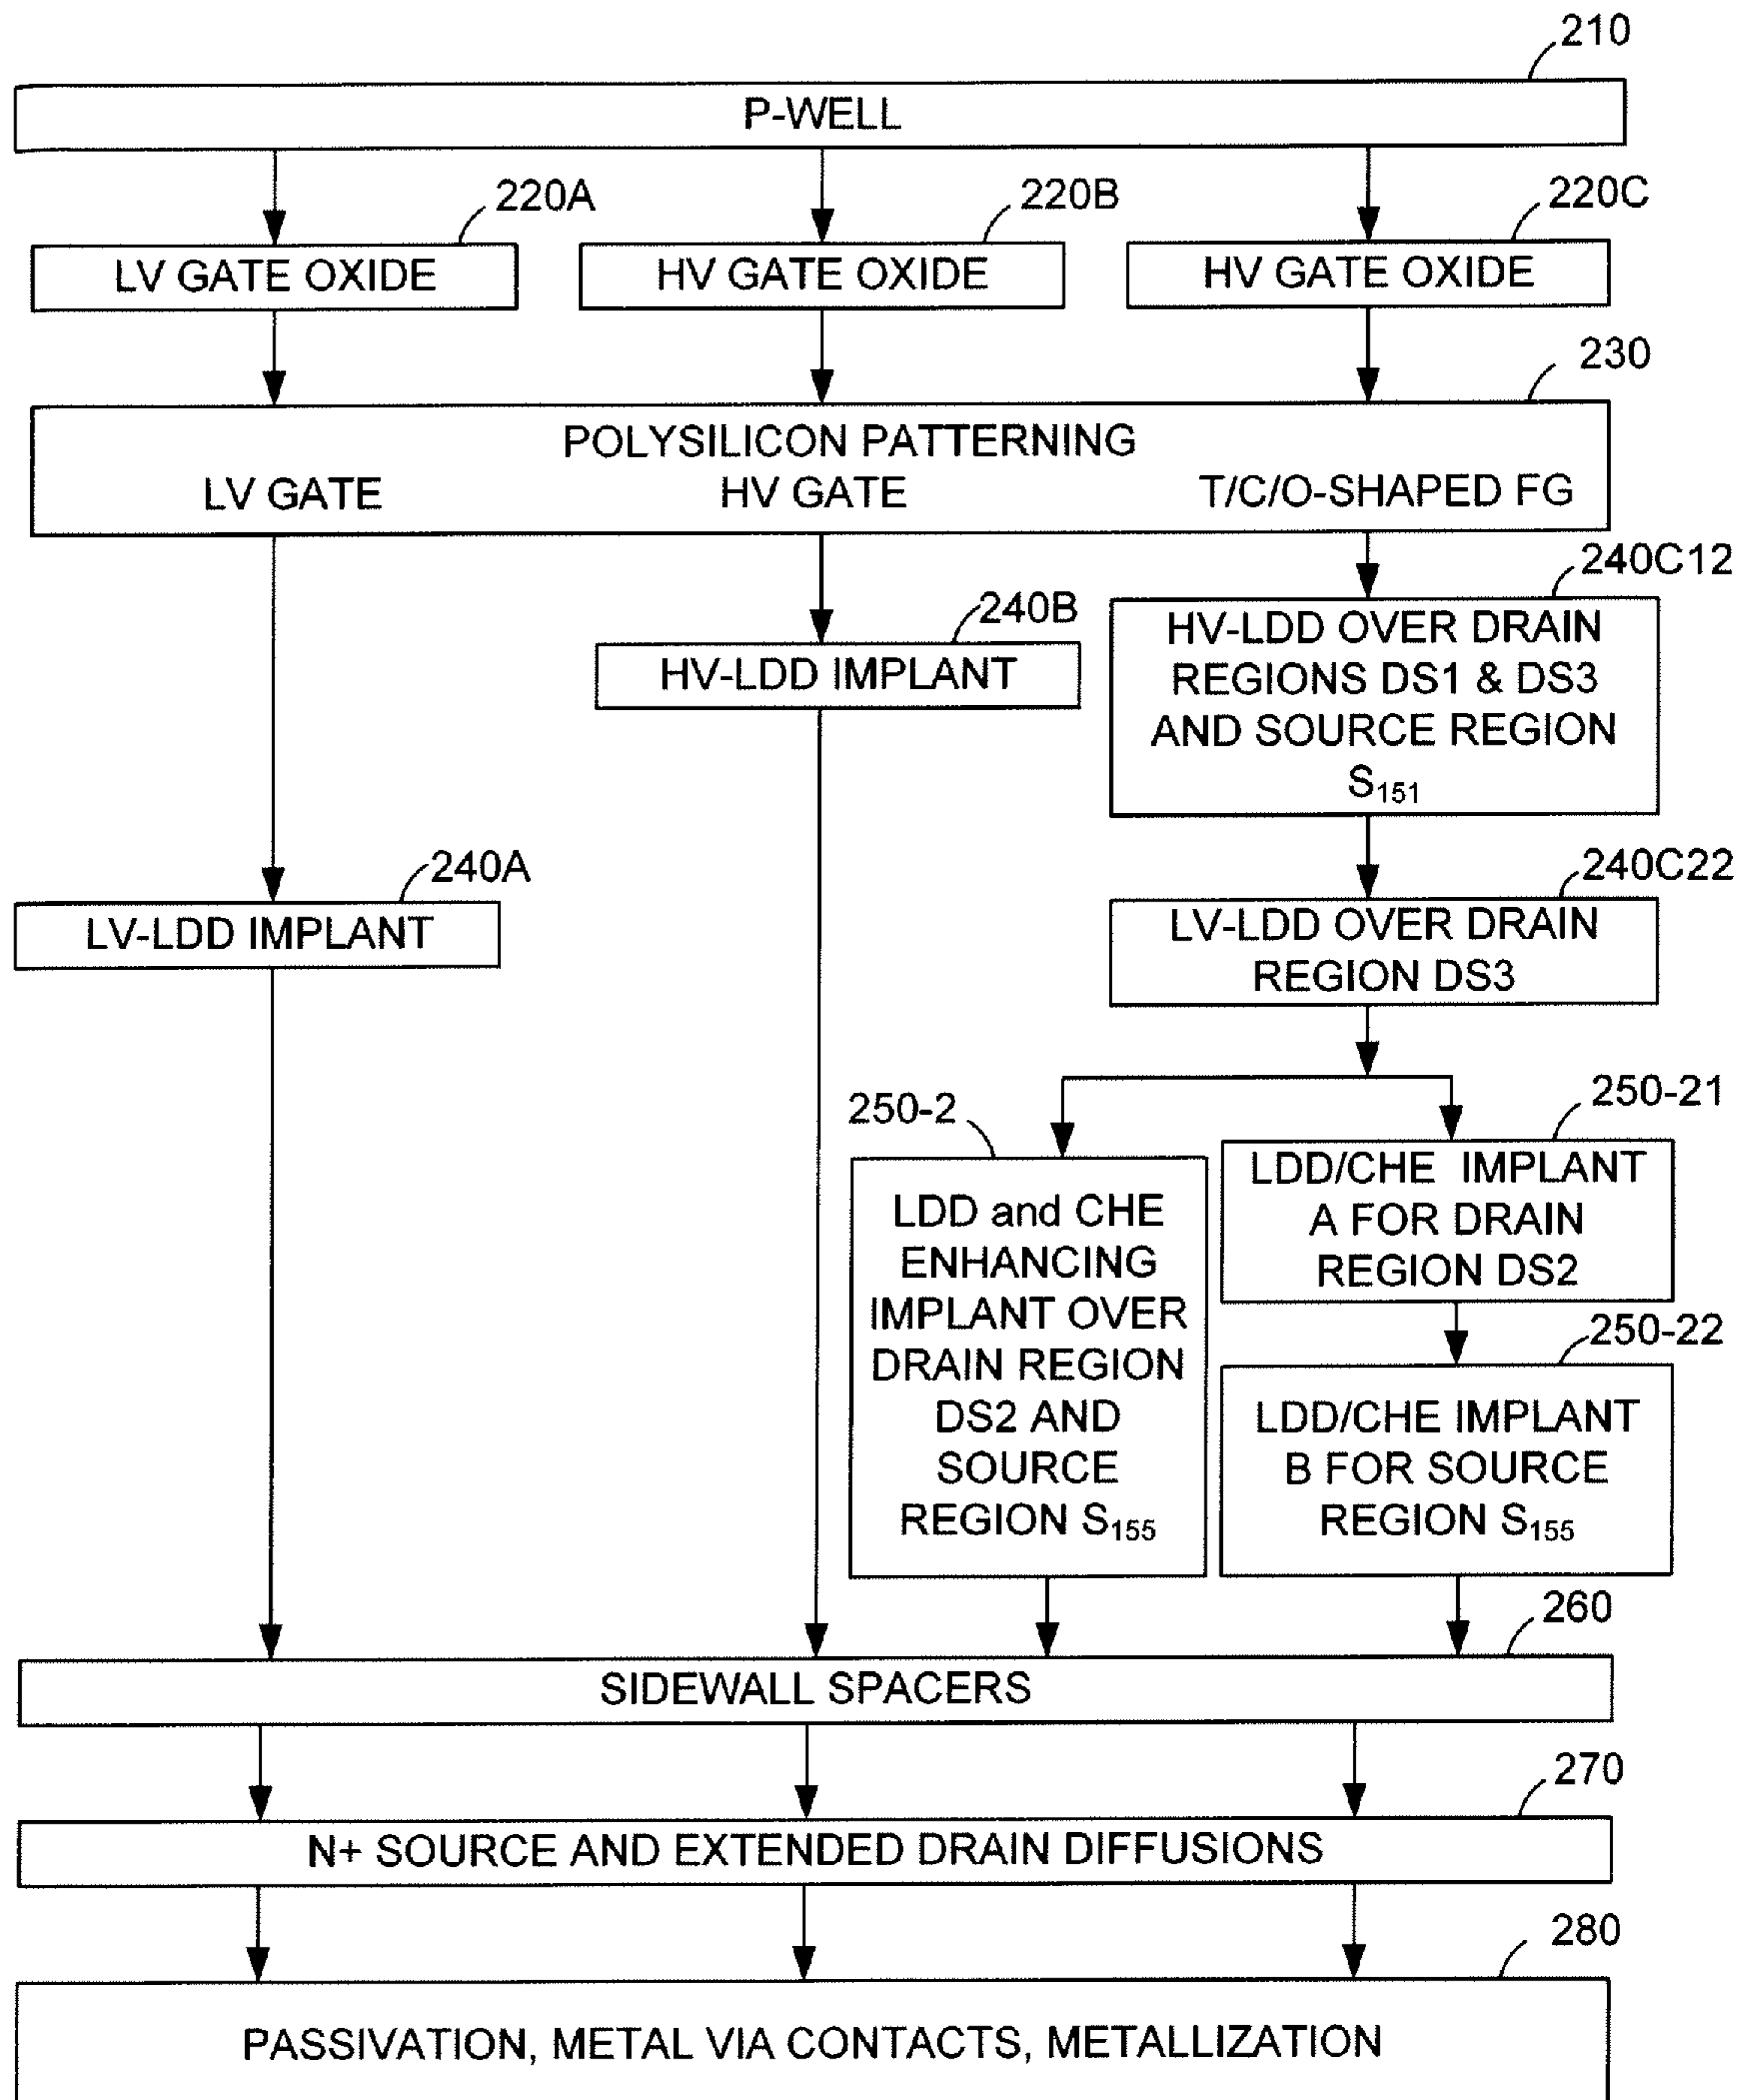 210
P-WELL
220A
220B
220C
LV GATE OXIDE
HV GATE OXIDE
HV GATE OXIDE
230
POLYSILICON PATTERNING
LV GATE
HV GATE
T/C/O-SHAPED FG
240C12
HV-LDD OVER DRAIN
REGIONS DS1 & DS3
AND SOURCE REGION
S151
240B
HV-LDD IMPLANT
240A
LV-LDD IMPLANT
240C22
LV-LDD OVER DRAIN
REGION DS3
250-2
LDD and CHE
ENHANCING
IMPLANT OVER
DRAIN REGION
DS2 AND
SOURCE
REGION S155
250-21
LDD/CHE IMPLANT
A FOR DRAIN
REGION DS2
250-22
LDD/CHE IMPLANT
B FOR SOURCE
REGION S155
260
SIDEWALL SPACERS
270
N+ SOURCE AND EXTENDED DRAIN DIFFUSIONS
280
PASSIVATION, METAL VIA CONTACTS, METALLIZATION